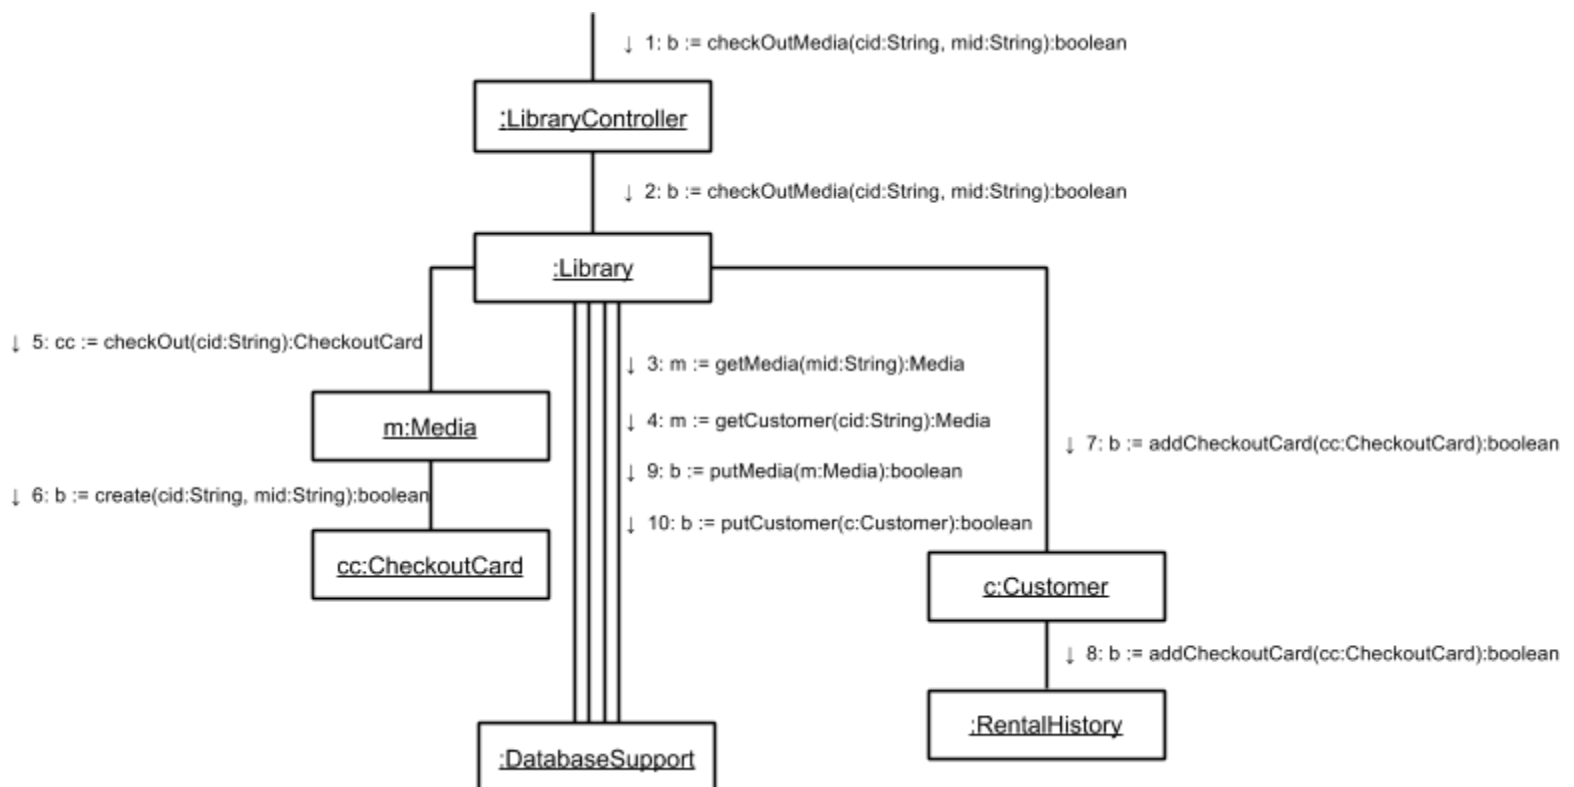 ↓ 1: b := checkOutMedia(cid:String, mid:String):boolean
:LibraryController
↓ 2: b := checkOutMedia(cid:String, mid:String):boolean
:Library
↓ 5: cc := checkOut(cid:String):CheckoutCard
↓ 3: m := getMedia(mid:String):Media
m:Media
↓ 4: m := getCustomer(cid:String):Media
↓ 7: b := addCheckoutCard(cc:CheckoutCard):boolean
↓ 9: b := putMedia(m:Media):boolean
↓ 6: b := create(cid:String, mid:String):boolean
↓ 10: b := putCustomer(c:Customer):boolean
cc:CheckoutCard
c:Customer
↓ 8: b := addCheckoutCard(cc:CheckoutCard):boolean
:RentalHistory
:DatabaseSupport